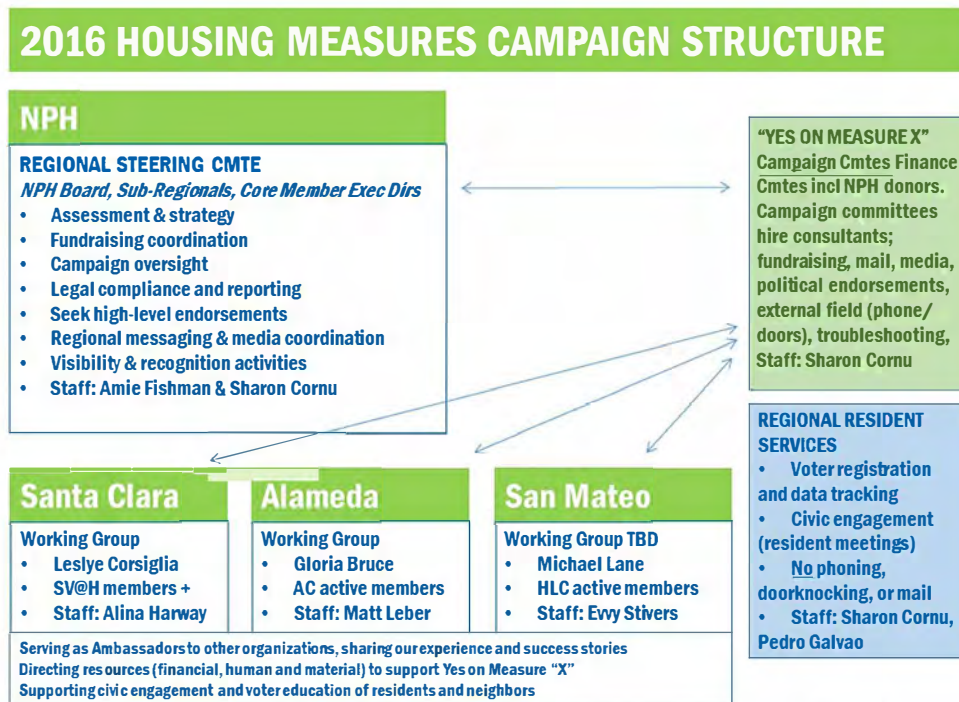 2016 HOUSING MEASURES CAMPAIGN STRUCTURE
NPH
REGIONAL STEERING CMTE
NPH Board, Sub-Regionals, Core Member Exec Dirs
• Assessment & strategy
• Fundraising coordination
• Campaign oversight
• Legal compliance and reporting
• Seek high-level endorsements
• Regional messaging & media coordination
• Visibility & recognition activities
• Staff: Amie Fishman & Sharon Cornu
"YES ON MEASURE X"
Campaign Cmtes Finance
Cmtes incl NPH donors.
Campaign committees
hire consultants;
fundraising, mail, media,
political endorsements,
external field (phone/
doors), troubleshooting,
Staff: Sharon Cornu
REGIONAL RESIDENT
SERVICES
• Voter registration
and data tracking
• Civic engagement
(resident meetings)
• No phoning,
doorknocking, or mail
• Staff: Sharon Cornu,
Pedro Galvao
Santa Clara
Working Group
• Leslye Corsiglia
• SV@H members +
• Staff: Alina Harway
Alameda
Working Group
• Gloria Bruce
• AC active members
• Staff: Matt Leber
San Mateo
Working Group TBD
• Michael Lane
• HLC active members
• Staff: Evvy Stivers
Serving as Ambassadors to other organizations, sharing our experience and success stories
Directing resources (financial, human and material) to support Yes on Measure "X"
Supporting civic engagement and voter education of residents and neighbors